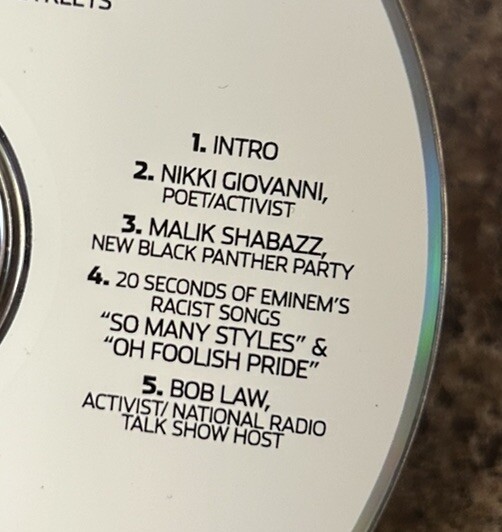 1. INTRO
2. NIKKI GIOVANNI,
POET/ACTIVIST
3. MALIK SHABAZZ,
NEW BLACK PANTHER PARTY
4. 20 SECONDS OF EMINEM'S
RACIST SONGS
"SO MANY STYLES" &
"OH FOOLISH PRIDE"
5. BOB LAW,
ACTIVIST/ NATIONAL RADIO
TALK SHOW HOST